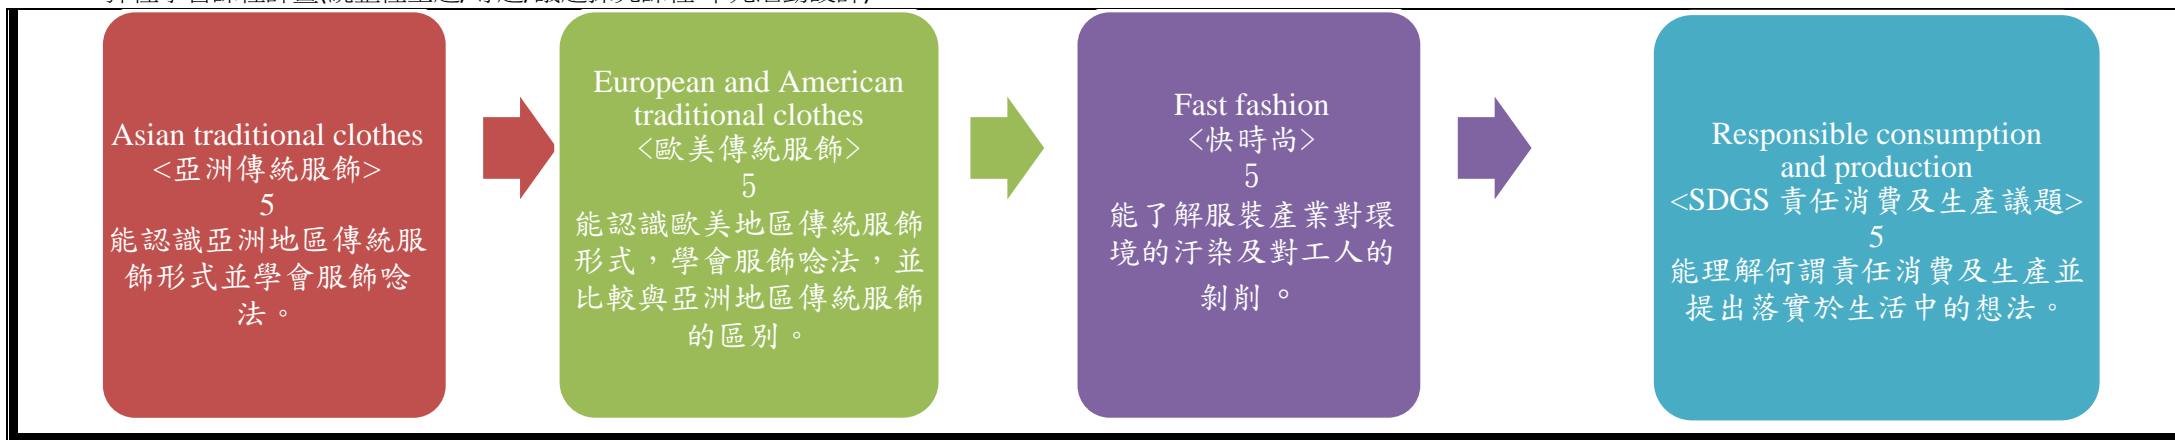 Asian traditional clothes
<亞洲傳統服飾>
5
能認識亞洲地區傳統服
飾形式並學會服飾唸
法。
European and American
traditional clothes
<歐美傳統服飾>
5
能認識歐美地區傳統服飾
形式，學會服飾唸法，並
比較與亞洲地區傳統服飾
的區別。
Fast fashion
<快時尚>
5
能了解服裝產業對環
境的汙染及對工人的
剝削。
Responsible consumption
and production
<SDGS 責任消費及生產議題>
5
能理解何謂責任消費及生產並
提出落實於生活中的想法。